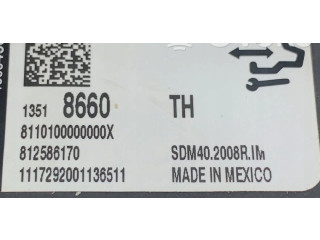 1351 8660 TH
8110100000000X
812586170 SDM40.2008R.IM
1117292001136511 MADE IN MEXICO